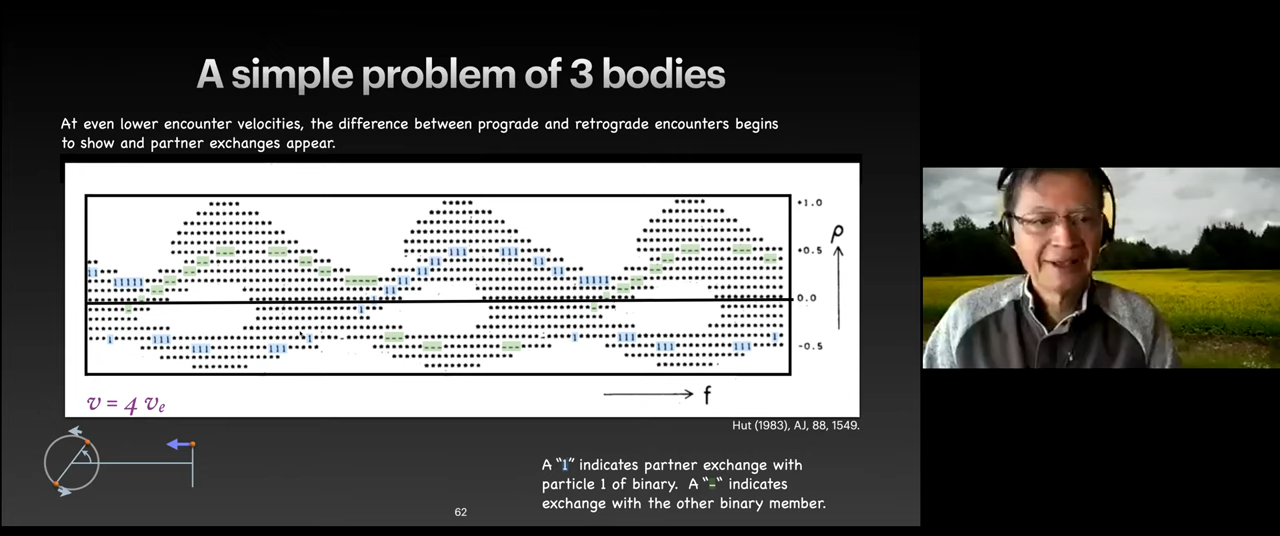 A simple problem of 3 bodies
At even lower encounter velocities, the difference between prograde and retrograde encounters begins
to show and partner exchanges appear.
+1.0
ρ
+0.5
0.0
-0.5
f
v = 4 vₑ
Hut (1983), AJ, 88, 1549.
A "1" indicates partner exchange with
particle 1 of binary. A "-" indicates
exchange with the other binary member.
62